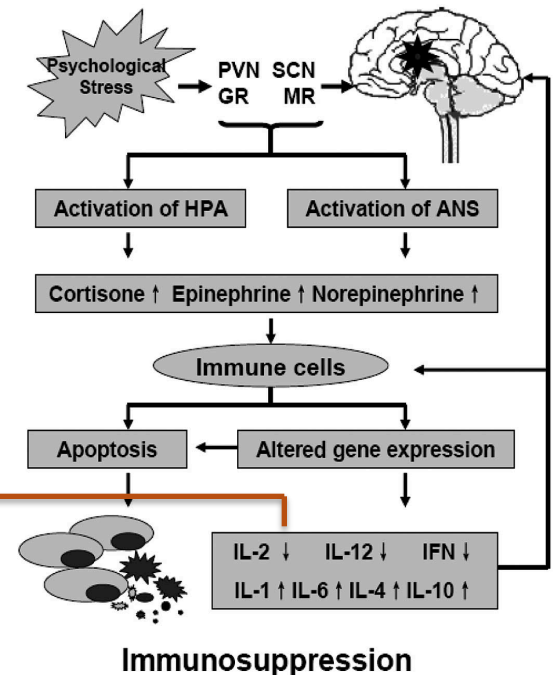 Psychological
Stress
PVN SCN
GR MR
Activation of HPA
Activation of ANS
Cortisone ↑ Epinephrine ↑ Norepinephrine ↑
Immune cells
Apoptosis
Altered gene expression
IL-2 ↓ IL-12 ↓ IFN ↓
IL-1 ↑ IL-6 ↑ IL-4 ↑ IL-10 ↑
Immunosuppression